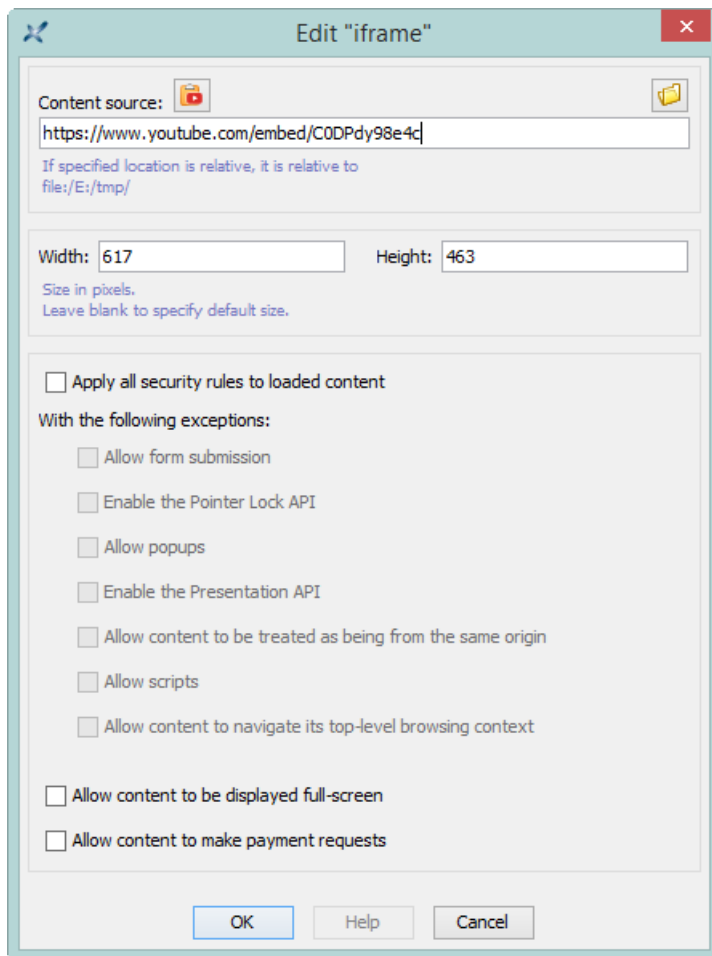 Edit "iframe"
Content source:
https://www.youtube.com/embed/C0DPdy98e4c
If specified location is relative, it is relative to
file:/E:/tmp/
Width: 617 Height: 463
Size in pixels.
Leave blank to specify default size.
Apply all security rules to loaded content
With the following exceptions:
Allow form submission
Enable the Pointer Lock API
Allow popups
Enable the Presentation API
Allow content to be treated as being from the same origin
Allow scripts
Allow content to navigate its top-level browsing context
Allow content to be displayed full-screen
Allow content to make payment requests
OK Help Cancel